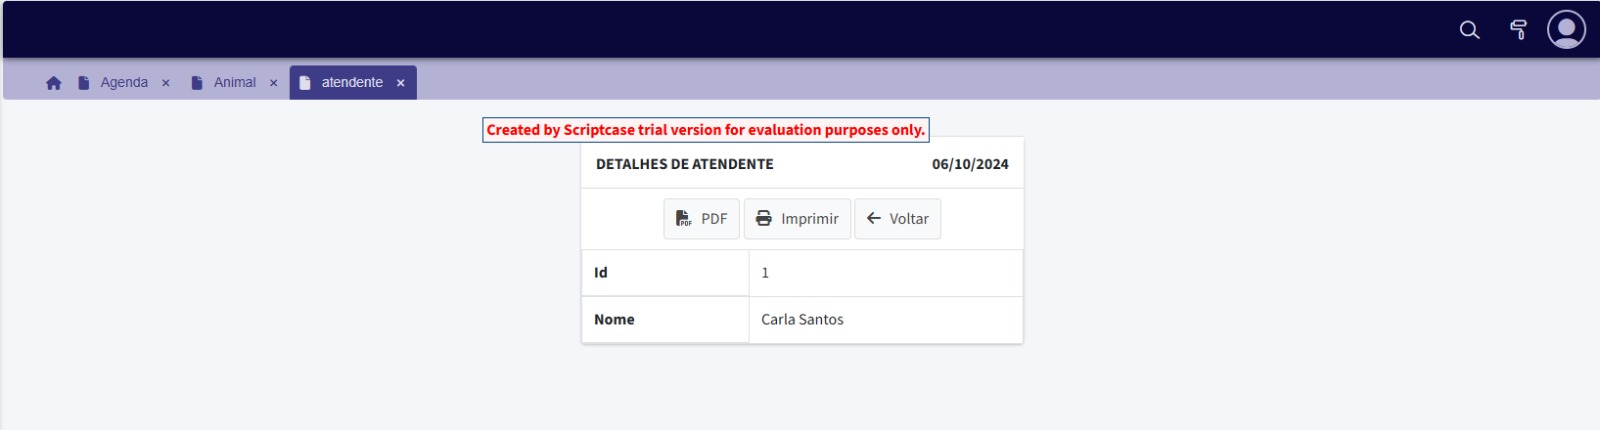 Agenda × Animal × atendente ×
Created by Scriptcase trial version for evaluation purposes only.
DETALHES DE ATENDENTE 06/10/2024
PDF Imprimir Voltar
Id 1
Nome Carla Santos